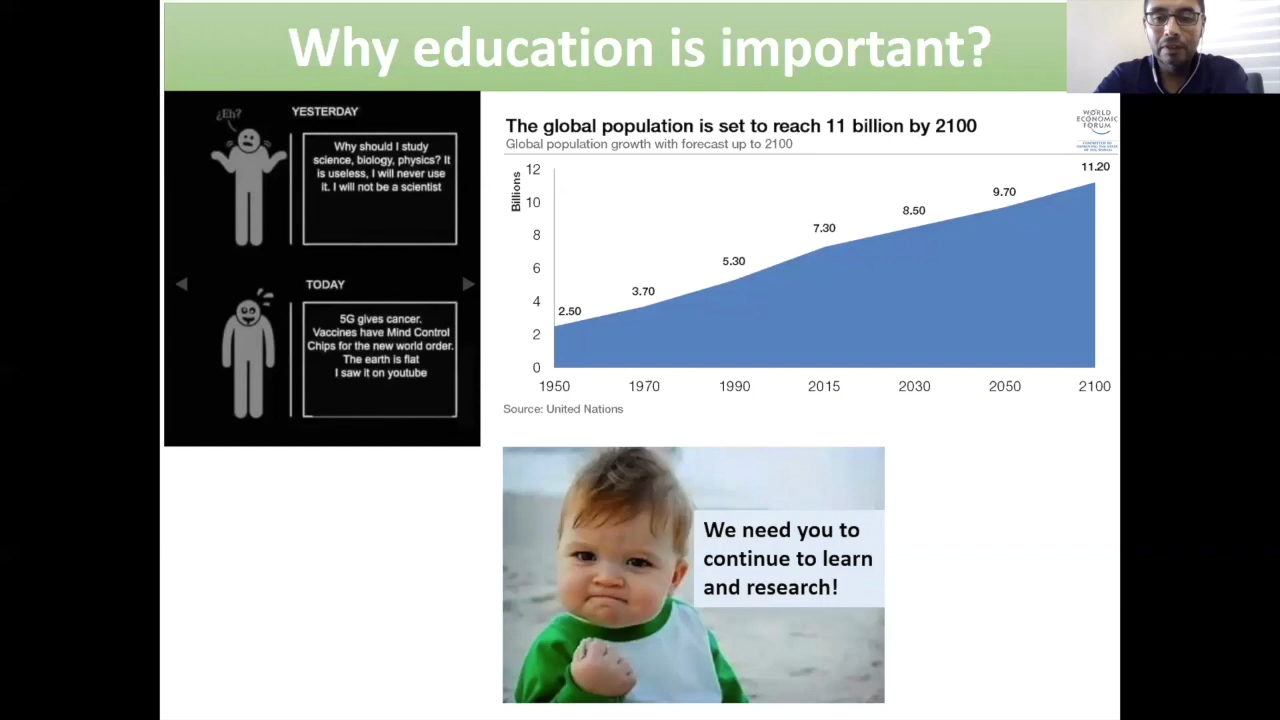 Why education is important?
¿Eh?
YESTERDAY
Why should I study
science, biology, physics? It
is useless, I will never use
it. I will not be a scientist
TODAY
5G gives cancer.
Vaccines have Mind Control
Chips for the new world order.
The earth is flat
I saw it on youtube
The global population is set to reach 11 billion by 2100
Global population growth with forecast up to 2100
WORLD
ECONOMIC
FORUM
Billions
12
10
8
6
4
2
0
2.50
3.70
5.30
7.30
8.50
9.70
11.20
1950
1970
1990
2015
2030
2050
2100
Source: United Nations
We need you to
continue to learn
and research!